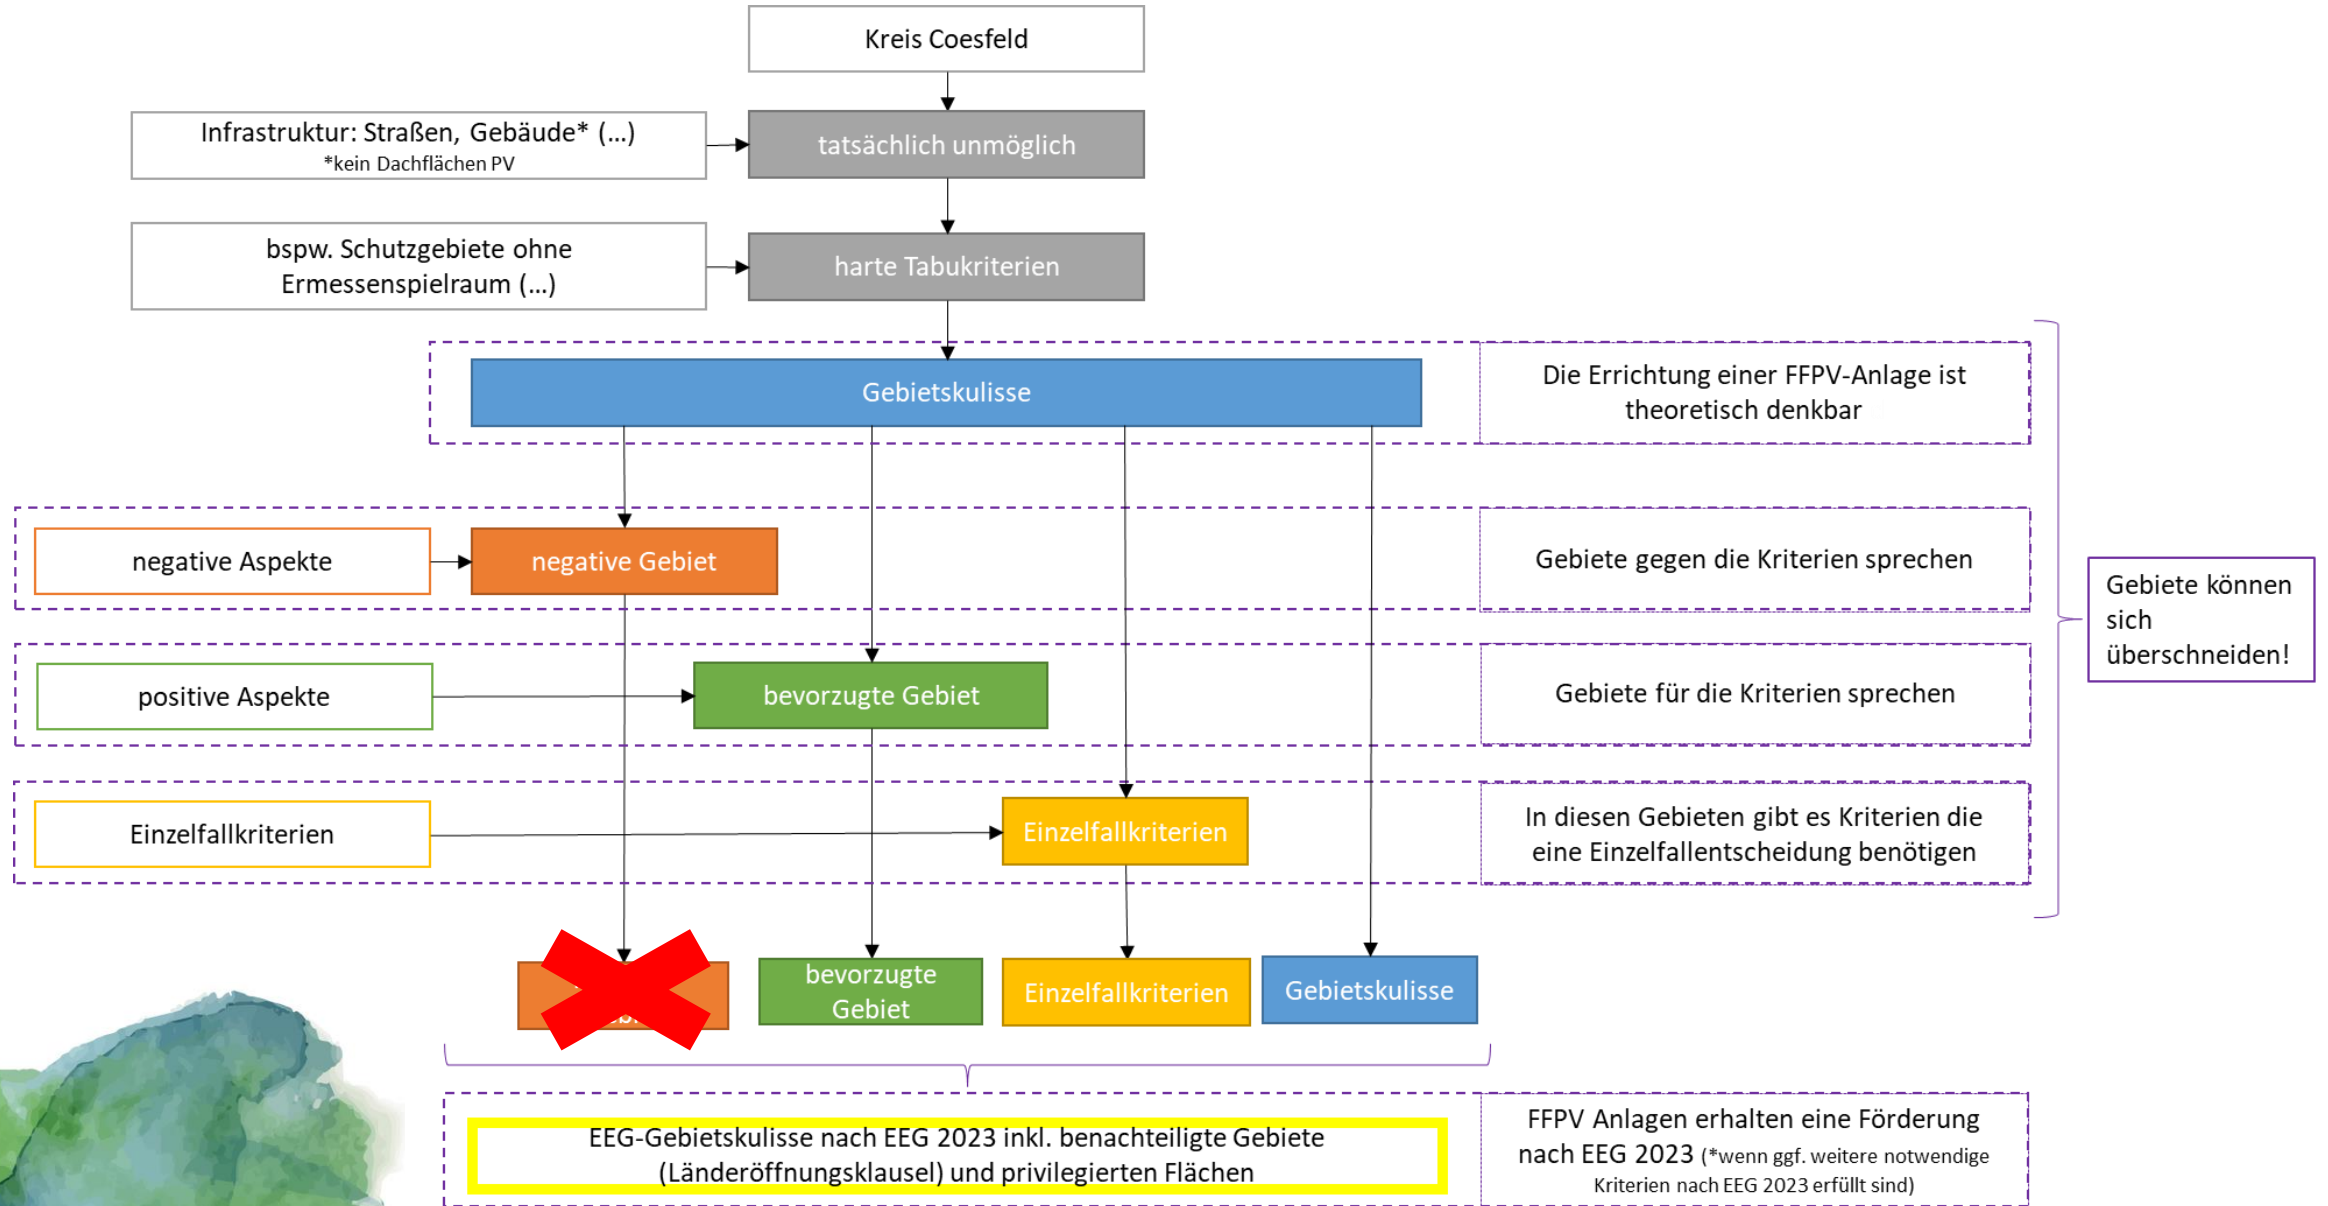 Kreis Coesfeld
Infrastruktur: Straßen, Gebäude* (...)
*kein Dachflächen PV
tatsächlich unmöglich
bspw. Schutzgebiete ohne
Ermessenspielraum (...)
harte Tabukriterien
Gebietskulisse
Die Errichtung einer FFPV-Anlage ist
theoretisch denkbar
negative Aspekte
negative Gebiet
Gebiete gegen die Kriterien sprechen
Gebiete können
sich
überschneiden!
positive Aspekte
bevorzugte Gebiet
Gebiete für die Kriterien sprechen
Einzelfallkriterien
Einzelfallkriterien
In diesen Gebieten gibt es Kriterien die
eine Einzelfallentscheidung benötigen
bevorzugte
Gebiet
Einzelfallkriterien
Gebietskulisse
EEG-Gebietskulisse nach EEG 2023 inkl. benachteiligte Gebiete
(Länderöffnungsklausel) und privilegierten Flächen
FFPV Anlagen erhalten eine Förderung
nach EEG 2023 (*wenn ggf. weitere notwendige
Kriterien nach EEG 2023 erfüllt sind)